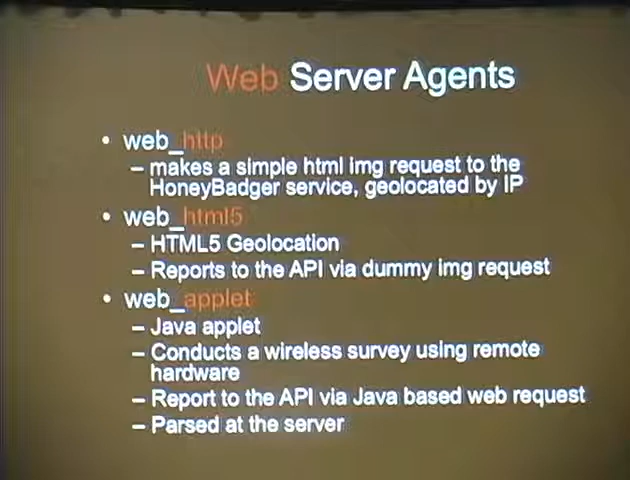 Web Server Agents
• web_http
– makes a simple html img request to the
HoneyBadger service, geolocated by IP
• web_html5
– HTML5 Geolocation
– Reports to the API via dummy img request
• web_applet
– Java applet
– Conducts a wireless survey using remote
hardware
– Report to the API via Java based web request
– Parsed at the server